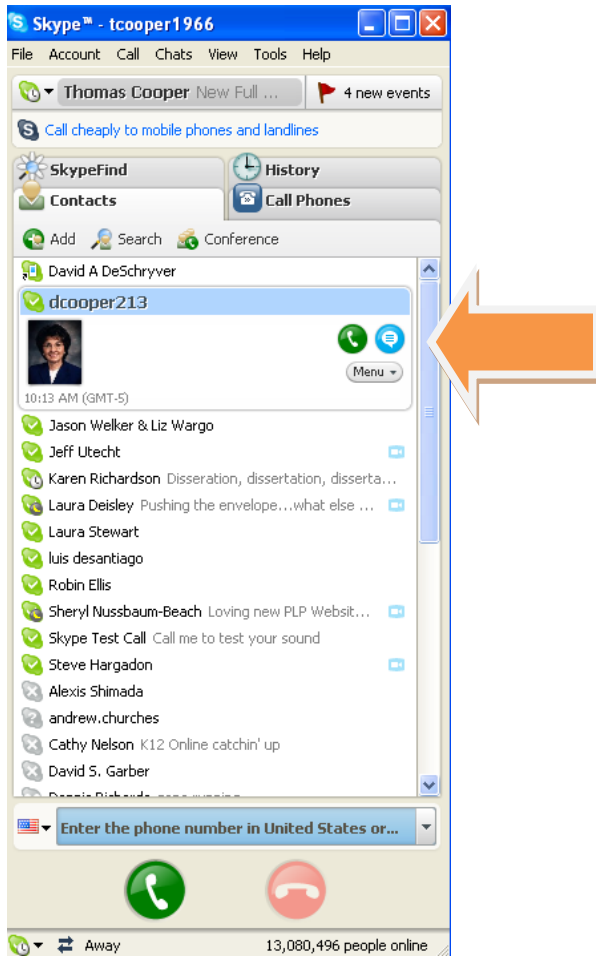 Skype™ - tcooper1966
File Account Call Chats View Tools Help
Thomas Cooper New Full ... 4 new events
Call cheaply to mobile phones and landlines
SkypeFind History
Contacts Call Phones
Add Search Conference
David A DeSchryver
dcooper213
Menu
10:13 AM (GMT-5)
Jason Welker & Liz Wargo
Jeff Utecht
Karen Richardson Disseration, dissertation, disserta...
Laura Deisley Pushing the envelope...what else ...
Laura Stewart
luis desantiago
Robin Ellis
Sheryl Nussbaum-Beach Loving new PLP Websit...
Skype Test Call Call me to test your sound
Steve Hargadon
Alexis Shimada
andrew.churches
Cathy Nelson K12 Online catchin' up
David S. Garber
Enter the phone number in United States or...
Away 13,080,496 people online